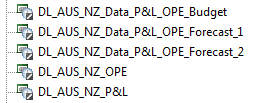 DL_AUS_NZ_Data_P&L_OPE_Budget
DL_AUS_NZ_Data_P&L_OPE_Forecast_1
DL_AUS_NZ_Data_P&L_OPE_Forecast_2
DL_AUS_NZ_OPE
DL_AUS_NZ_P&L